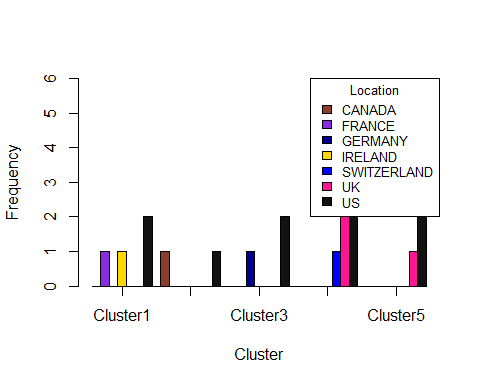 Frequency
0
1
2
3
4
5
6
Location
CANADA
FRANCE
GERMANY
IRELAND
SWITZERLAND
UK
US
Cluster1
Cluster3
Cluster5
Cluster